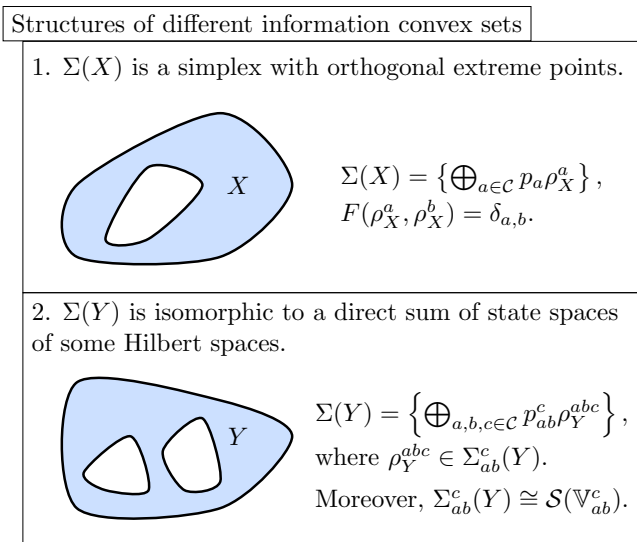 Structures of different information convex sets
1. Σ(X) is a simplex with orthogonal extreme points.
X
Σ(X) = {⊕_{a∈𝒞} p_a ρ_X^a},
F(ρ_X^a, ρ_X^b) = δ_{a,b}.
2. Σ(Y) is isomorphic to a direct sum of state spaces
of some Hilbert spaces.
Y
Σ(Y) = {⊕_{a,b,c∈𝒞} p_{ab}^c ρ_Y^{abc}},
where ρ_Y^{abc} ∈ Σ_{ab}^c(Y).
Moreover, Σ_{ab}^c(Y) ≅ 𝒮(𝕍_{ab}^c).